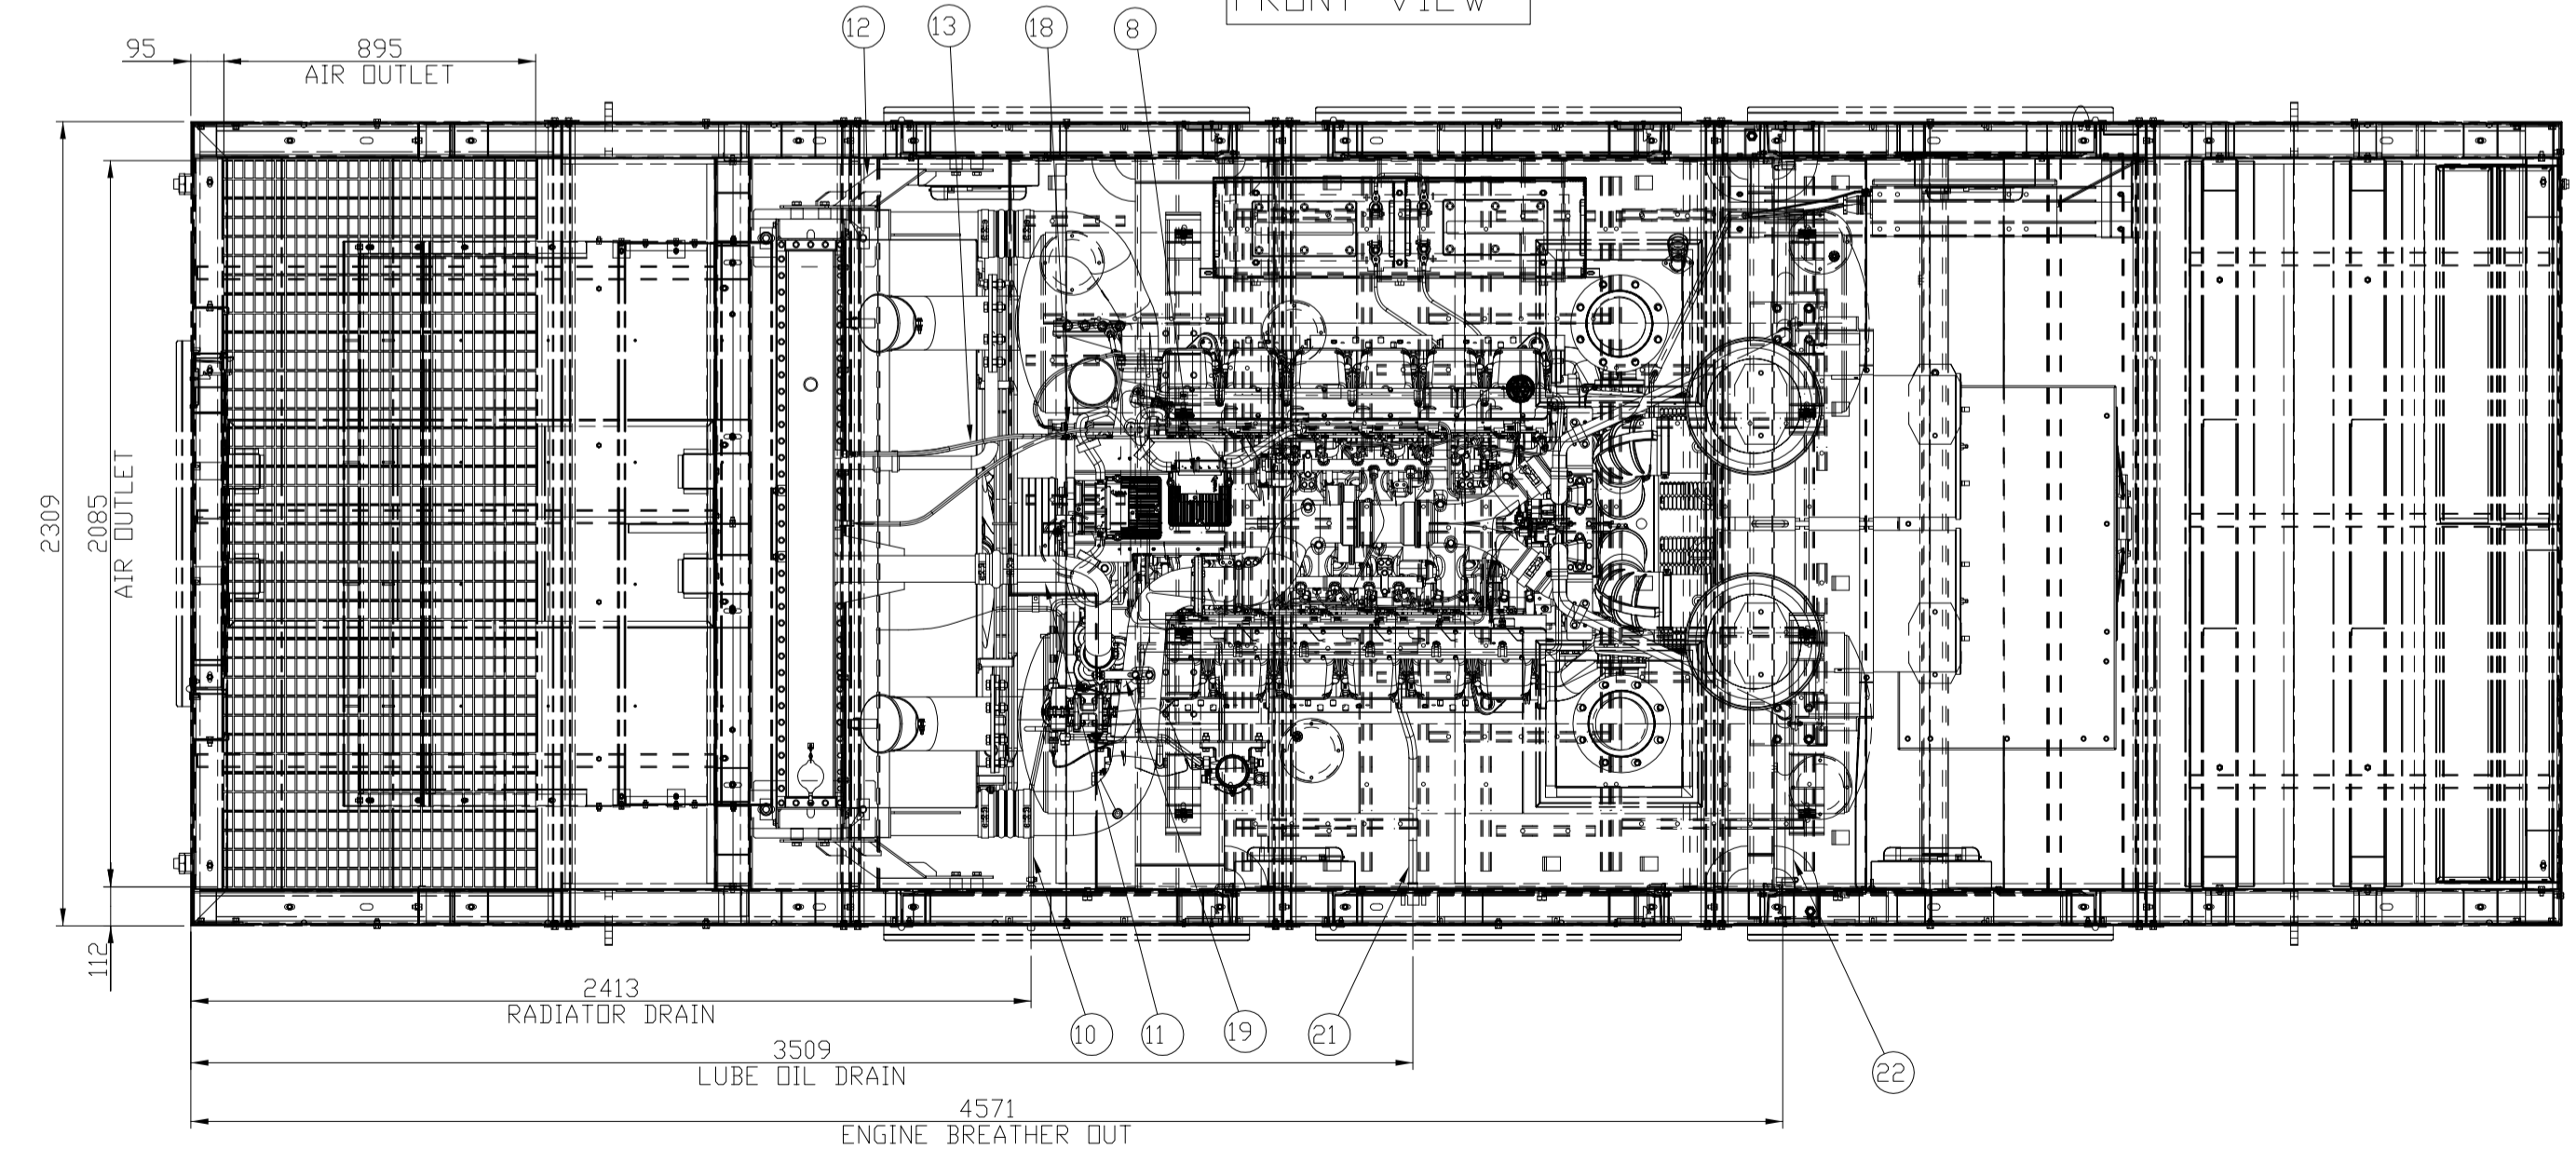 FRONT VIEW
12 13 18 8
95 895
AIR OUTLET
2309
2085
AIR OUTLET
112
2413
RADIATOR DRAIN
10 11 19 21
3509
LUBE OIL DRAIN
22
4571
ENGINE BREATHER OUT